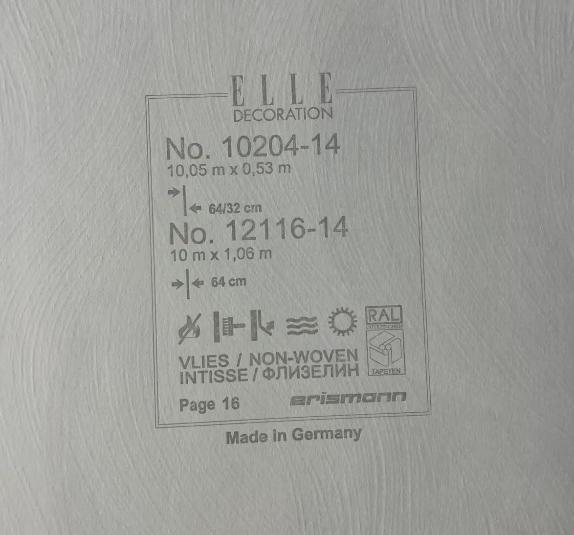 ELLE
DECORATION
No. 10204-14
10,05 m x 0,53 m
64/32 cm
No. 12116-14
10 m x 1,06 m
64 cm
RAL
TAPETEN
VLIES / NON-WOVEN
INTISSE / ФЛИЗЕЛИН
Page 16
erismann
Made in Germany